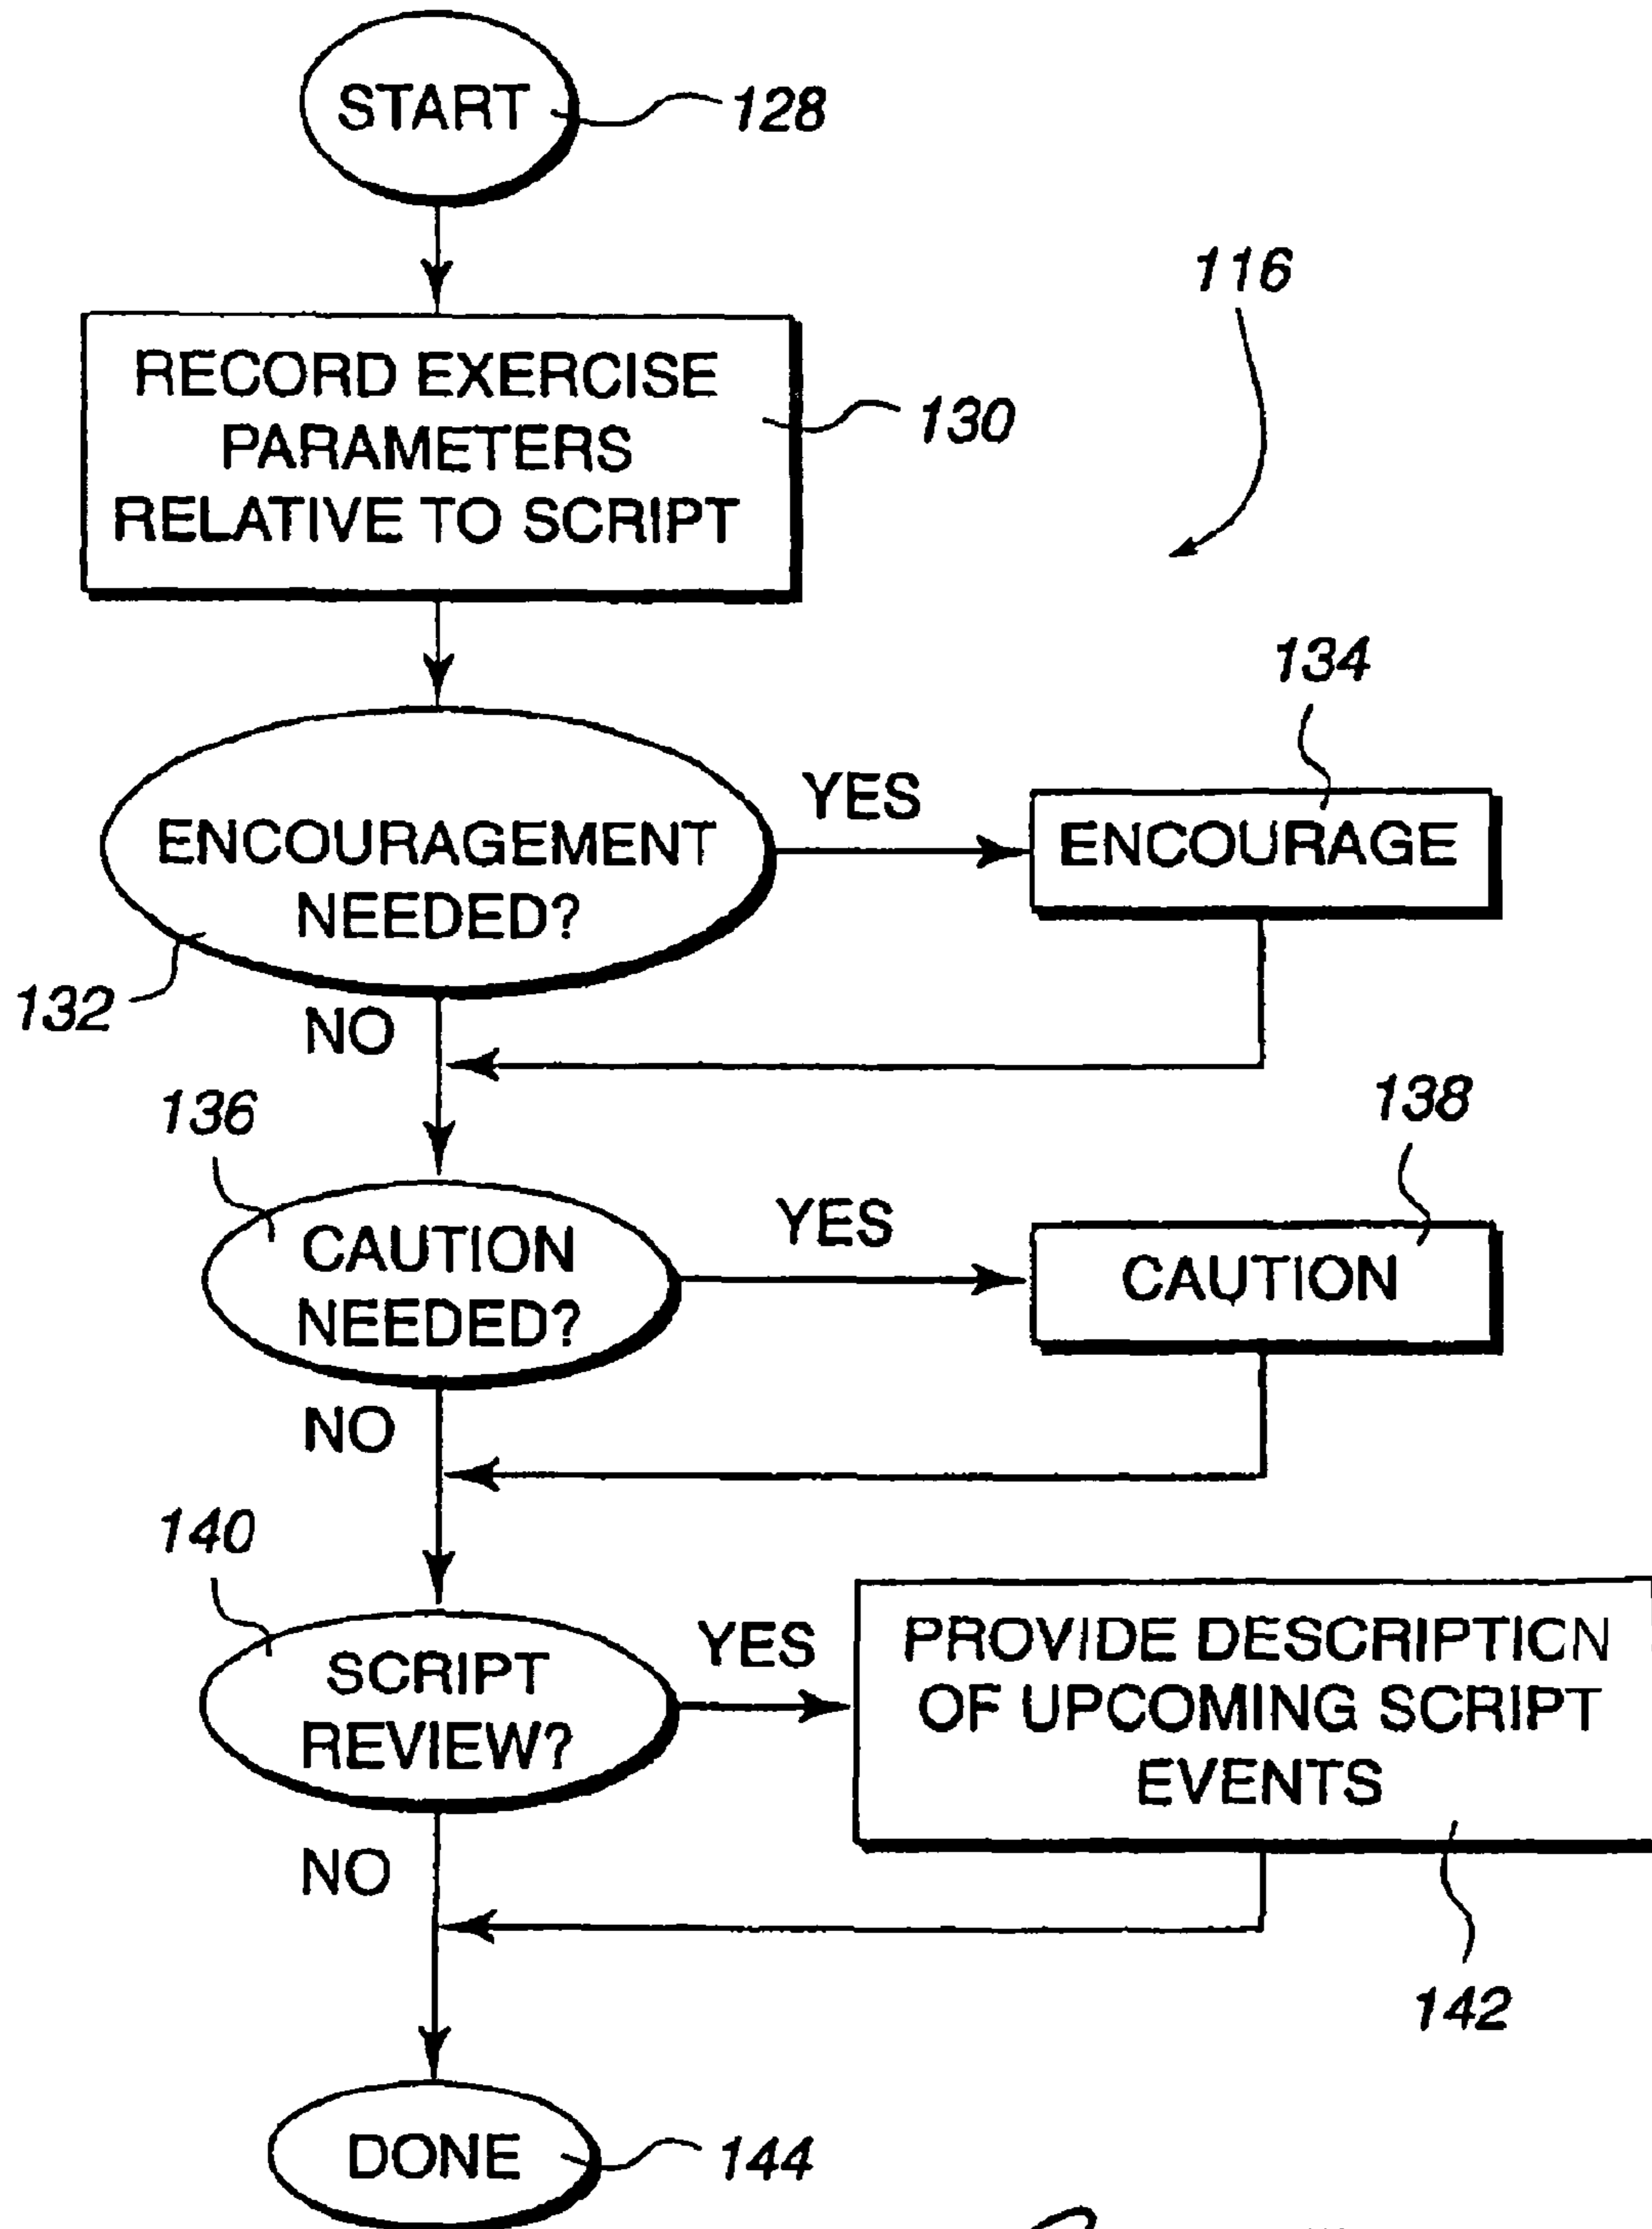 START
128
116
RECORD EXERCISE
PARAMETERS
RELATIVE TO SCRIPT
130
134
YES
ENCOURAGE
ENCOURAGEMENT
NEEDED?
132
NO
136
138
YES
CAUTION
CAUTION
NEEDED?
NO
140
YES
SCRIPT
REVIEW?
PROVIDE DESCRIPTION
OF UPCOMING SCRIPT
EVENTS
NO
142
DONE
144